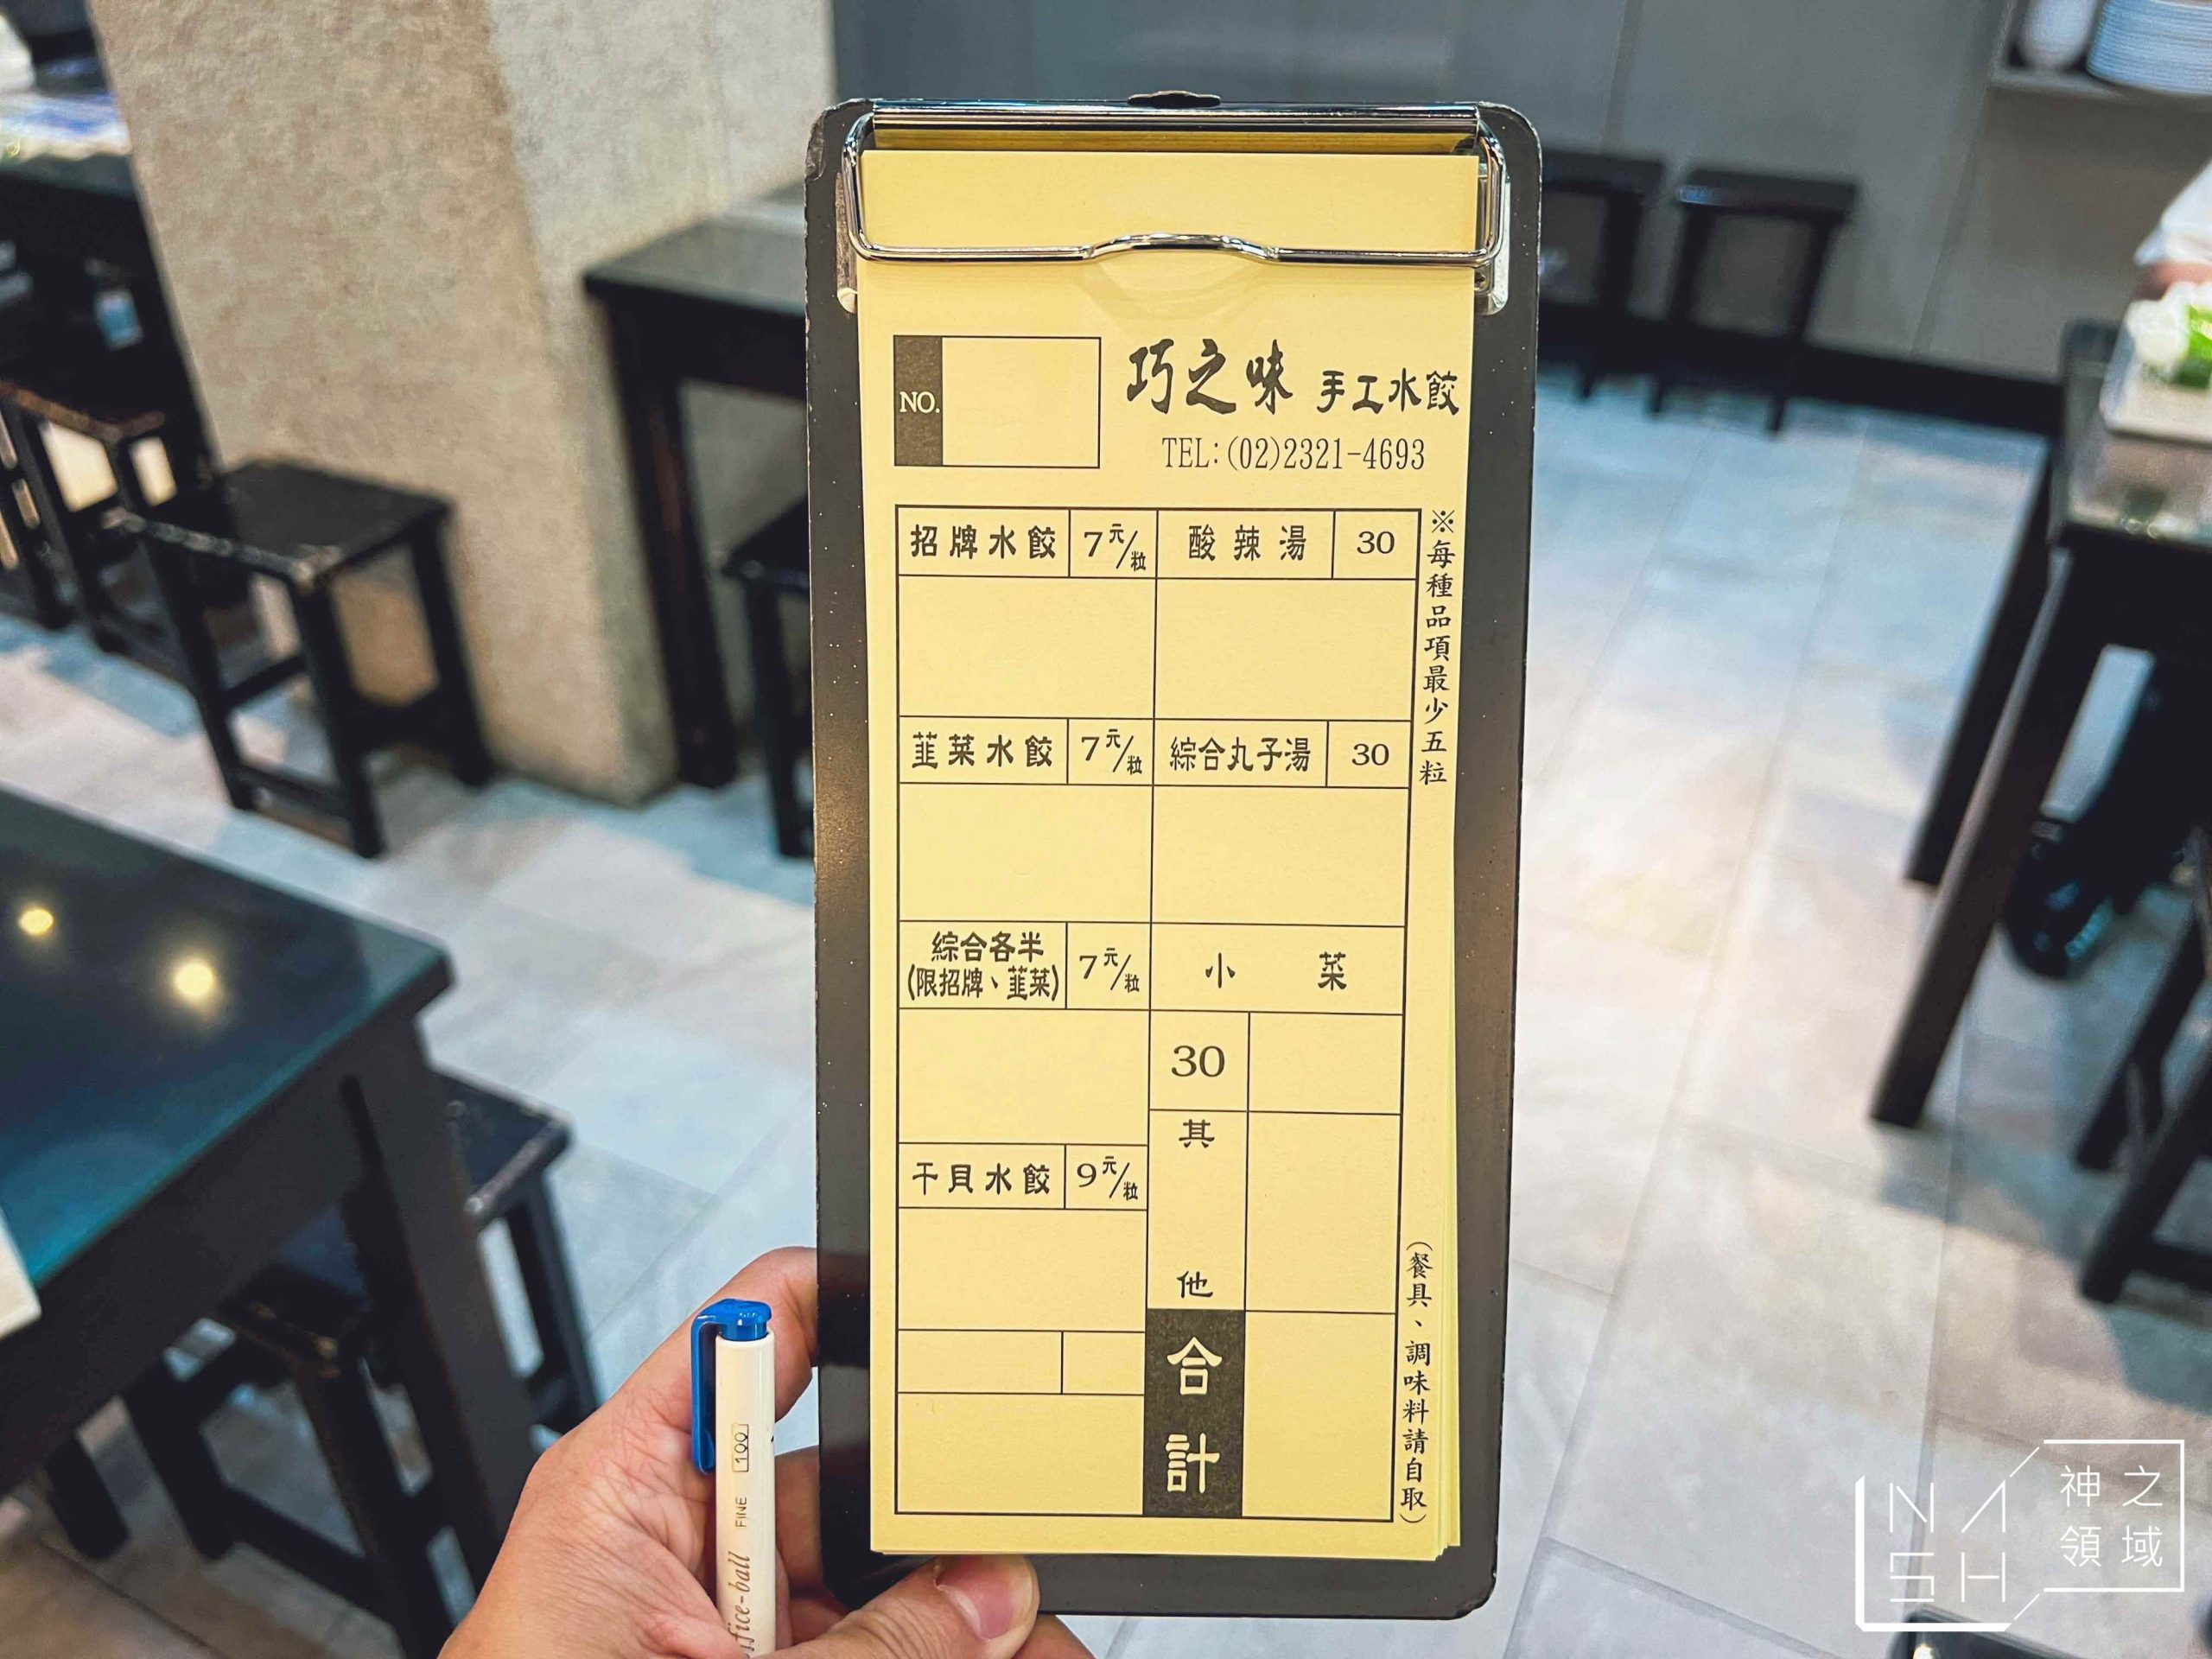 NO.
巧之味 手工水餃
TEL:(02)2321-4693
招牌水餃 7元/粒 酸辣湯 30
韮菜水餃 7元/粒 綜合丸子湯 30
綜合各半
(限招牌、韮菜)
7元/粒
小菜
30
干貝水餃 9元/粒
其他
合計
※每種品項最少五粒
(餐具、調味料請自取)
100
FINE
fice-ball
NASH
神之
領域